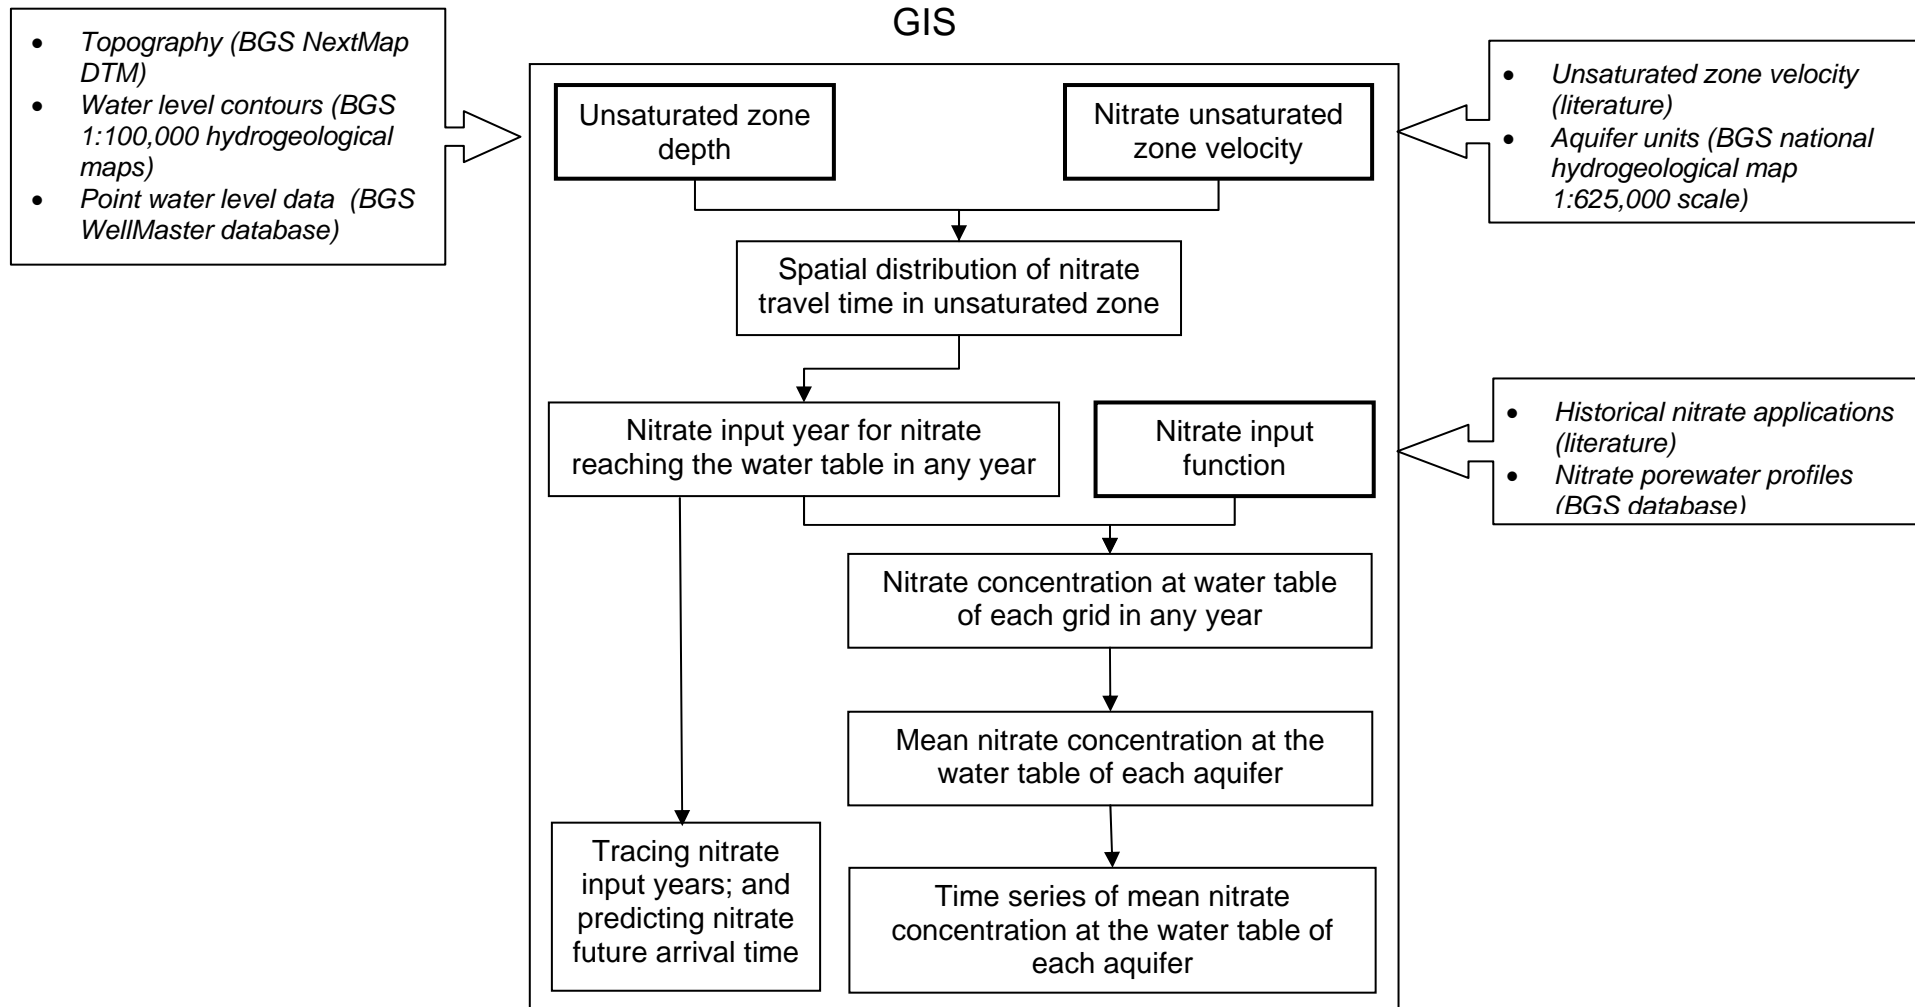 GIS
• Topography (BGS NextMap
DTM)
• Water level contours (BGS
1:100,000 hydrogeological
maps)
• Point water level data (BGS
WellMaster database)
Unsaturated zone
depth
Nitrate unsaturated
zone velocity
• Unsaturated zone velocity
(literature)
• Aquifer units (BGS national
hydrogeological map
1:625,000 scale)
Spatial distribution of nitrate
travel time in unsaturated zone
Nitrate input year for nitrate
reaching the water table in any year
Nitrate input
function
• Historical nitrate applications
(literature)
• Nitrate porewater profiles
(BGS database)
Nitrate concentration at water table
of each grid in any year
Mean nitrate concentration at the
water table of each aquifer
Tracing nitrate
input years; and
predicting nitrate
future arrival time
Time series of mean nitrate
concentration at the water table of
each aquifer